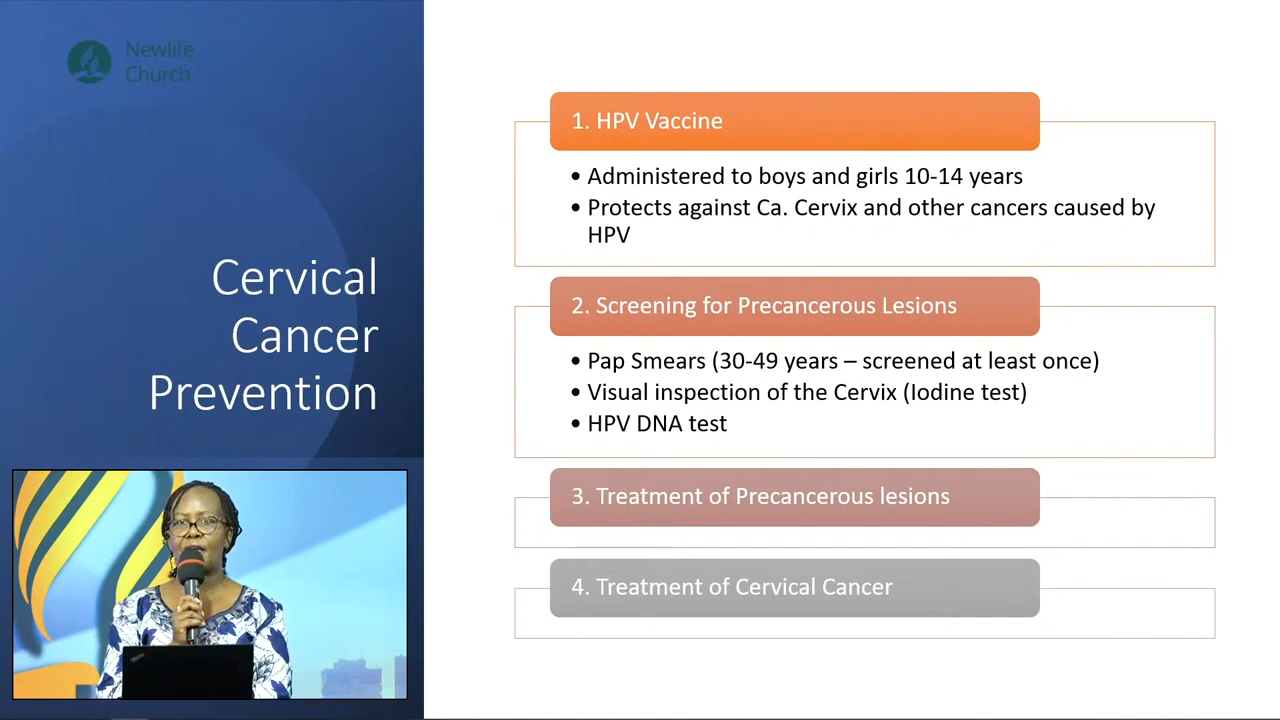 Newlife
Church
Cervical
Cancer
Prevention
1. HPV Vaccine
• Administered to boys and girls 10-14 years
• Protects against Ca. Cervix and other cancers caused by
HPV
2. Screening for Precancerous Lesions
• Pap Smears (30-49 years – screened at least once)
• Visual inspection of the Cervix (Iodine test)
• HPV DNA test
3. Treatment of Precancerous lesions
4. Treatment of Cervical Cancer